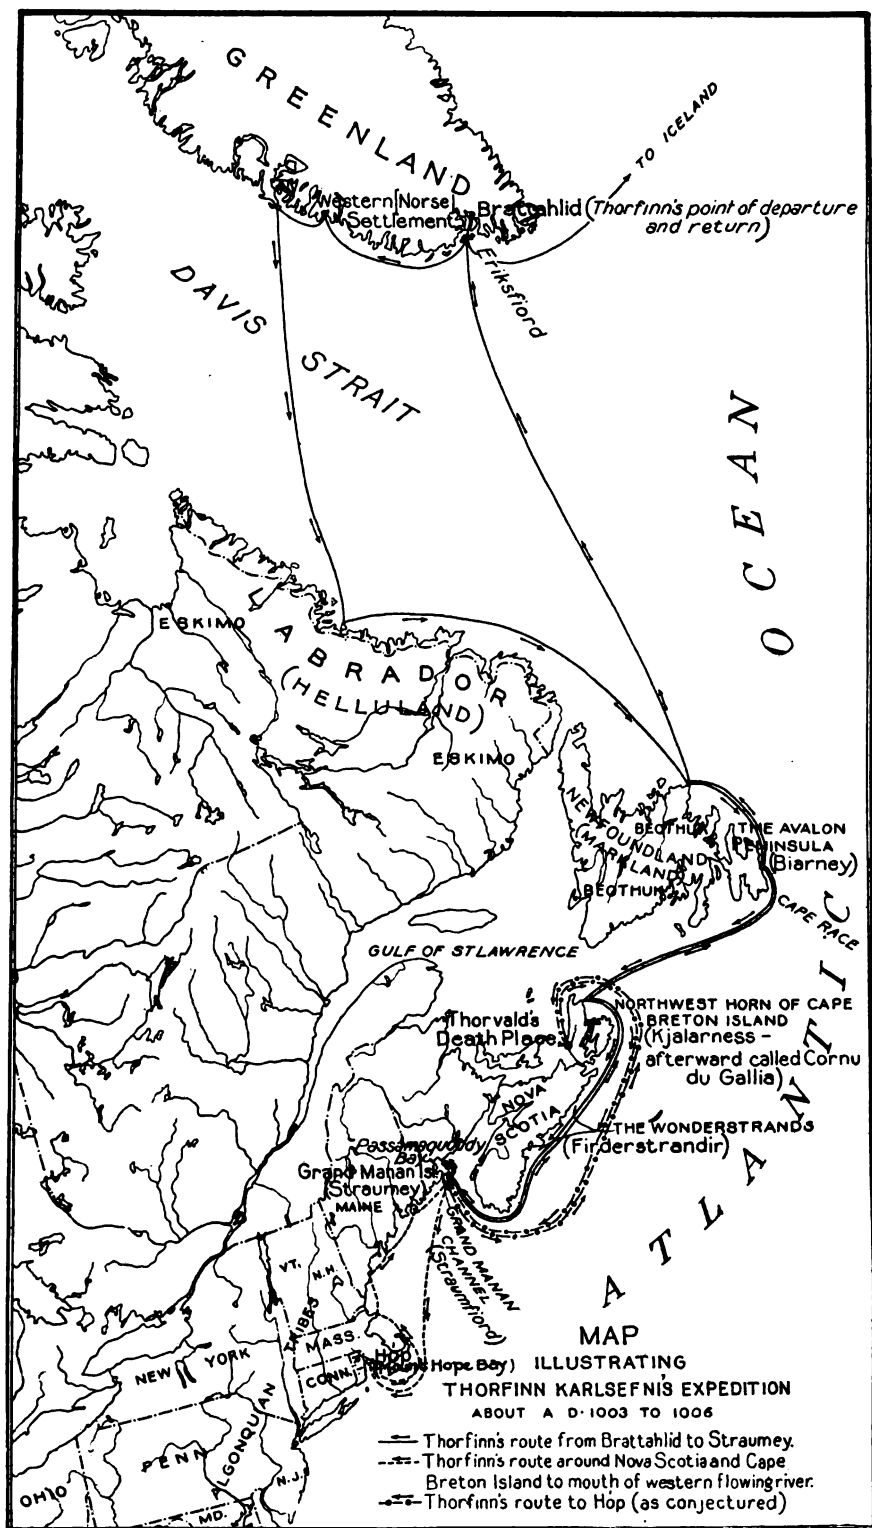 GREENLAND
TO ICELAND
Western Norse
Settlement
Brattahlid (Thorfinn's point of departure
and return)
Eriksfiord
DAVIS STRAIT
OCEAN
ESKIMO
LABRADOR
(HELLULAND)
ESKIMO
NEWFOUNDLAND
(MARKLAND)
BEOTHUK
BEOTHUK
THE AVALON
PENINSULA
(Biarney)
CAPE RACE
GULF OF ST LAWRENCE
Thorvald's
Death Place
NORTHWEST HORN OF CAPE
BRETON ISLAND
(Kjalarness –
afterward called Cornu
du Gallia)
NOVA
SCOTIA
THE WONDERSTRANDS
(Firderstrandir)
Passamaquoddy
Bay
Grand Manan Is.
(Straumey)
MAINE
GRAND MANAN
CHANNEL
(Straumfiord)
ATLANTIC
VT.
N.H.
TRIBES
MASS.
Hop
(Mount Hope Bay)
CONN.
NEW YORK
ALGONQUIAN
PENN
N.J.
OHIO
MD.
MAP
ILLUSTRATING
THORFINN KARLSEFNI'S EXPEDITION
ABOUT A D. 1003 TO 1006
Thorfinn's route from Brattahlid to Straumey.
Thorfinn's route around Nova Scotia and Cape
Breton Island to mouth of western flowing river.
Thorfinn's route to Hóp (as conjectured)